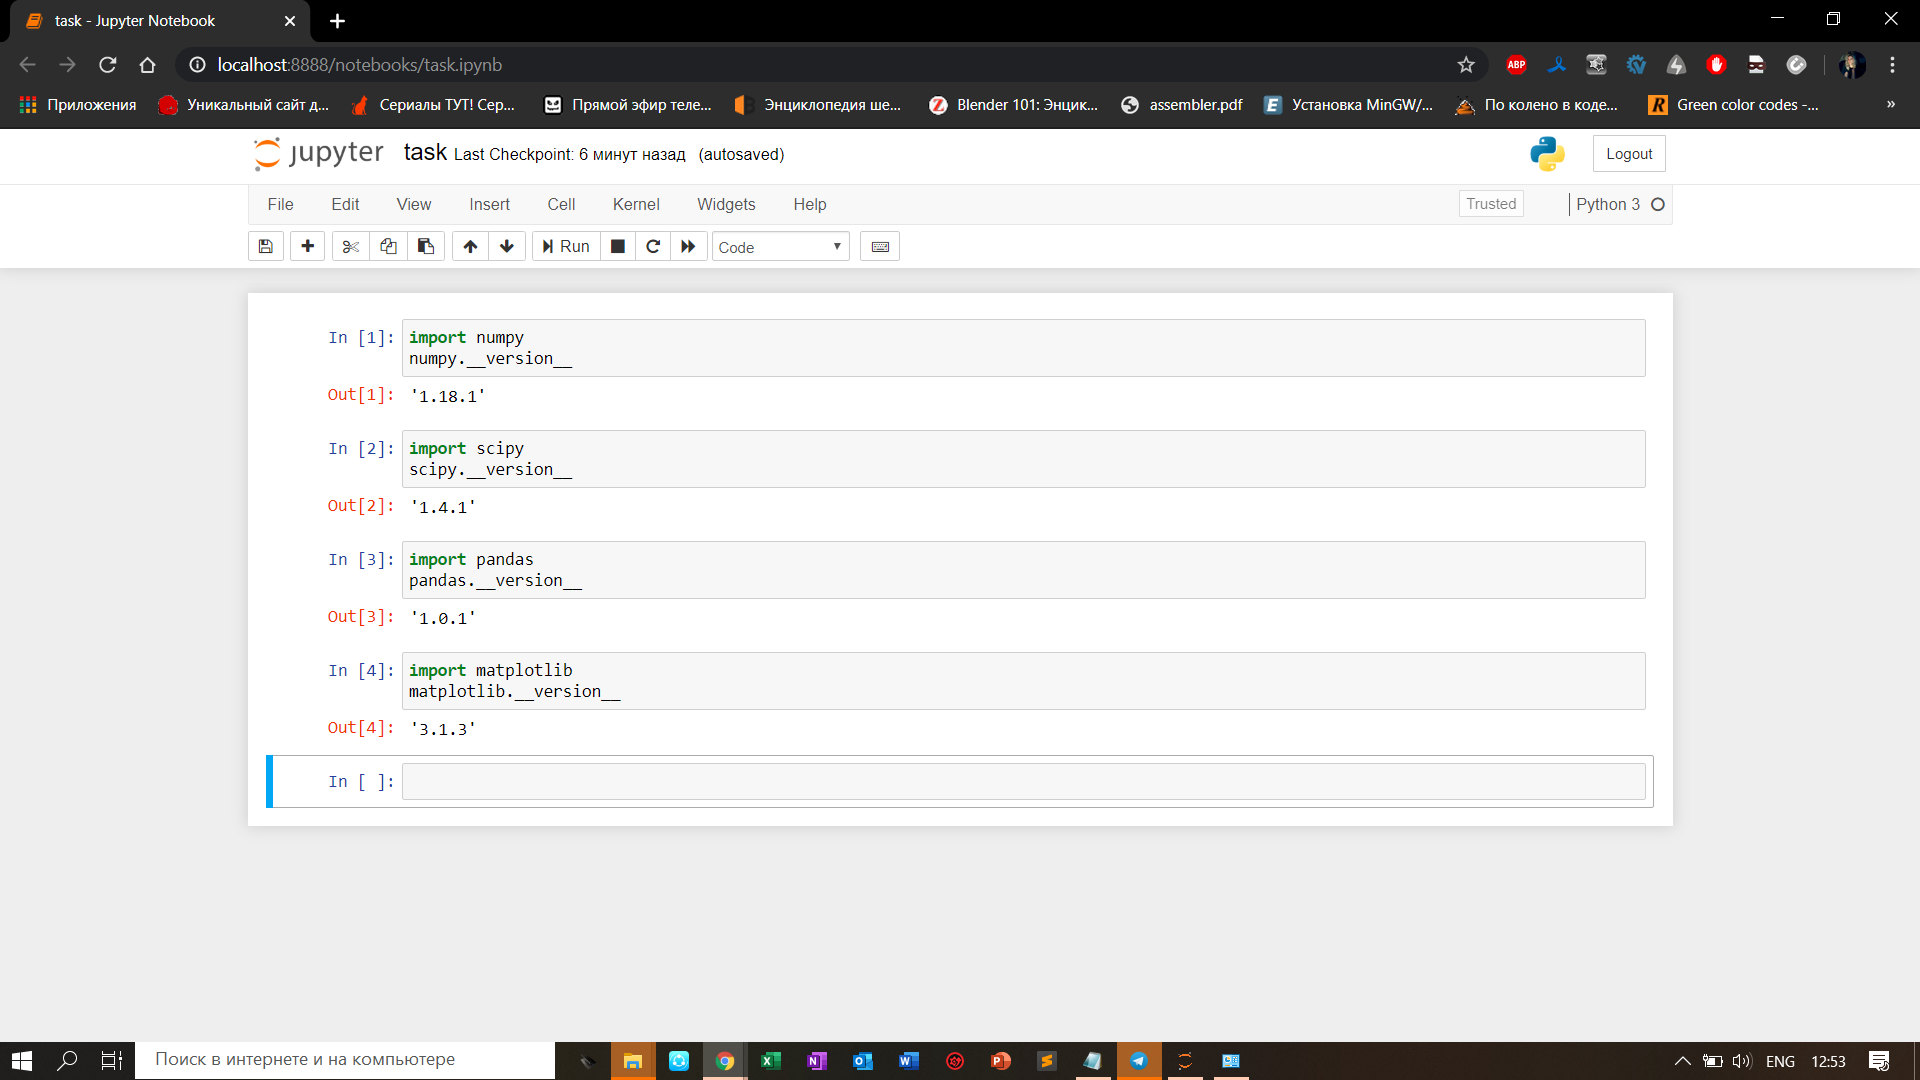 task - Jupyter Notebook
localhost:8888/notebooks/task.ipynb
ABP
Приложения
Уникальный сайт д...
Сериалы ТУТ! Сер...
Прямой эфир теле...
Энциклопедия ше...
Blender 101: Энцик...
assembler.pdf
Установка MinGW/...
По колено в коде...
Green color codes -...
»
jupyter task Last Checkpoint: 6 минут назад (autosaved)
Logout
File Edit View Insert Cell Kernel Widgets Help
Trusted
Python 3
Run
Code
In [1]: import numpy
numpy.__version__
Out[1]: '1.18.1'
In [2]: import scipy
scipy.__version__
Out[2]: '1.4.1'
In [3]: import pandas
pandas.__version__
Out[3]: '1.0.1'
In [4]: import matplotlib
matplotlib.__version__
Out[4]: '3.1.3'
In [ ]:
Поиск в интернете и на компьютере
ENG
12:53